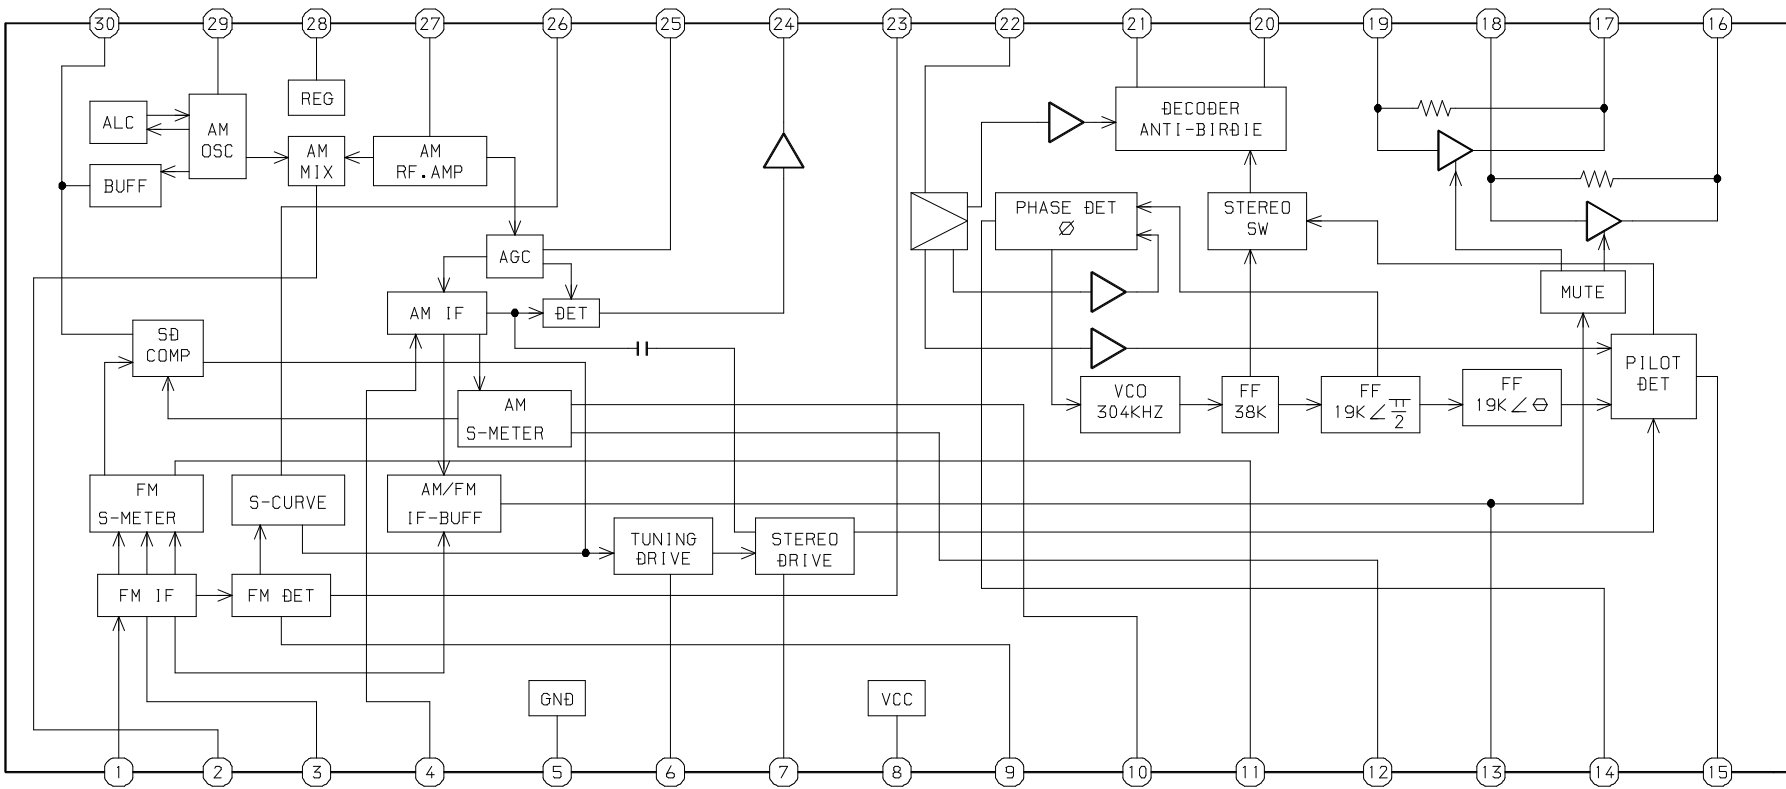 30 29 28 27 26 25 24 23 22 21 20 19 18 17 16
REG
ALC
AM
OSC
DECODER
ANTI-BIRDIE
AM
MIX
AM
RF.AMP
BUFF
PHASE DET
Ø
STEREO
SW
AGC
MUTE
AM IF
DET
SD
COMP
PILOT
DET
VCO
304KHZ
FF
38K
FF
19K∠π/2
FF
19K∠θ
AM
S-METER
FM
S-METER
S-CURVE
AM/FM
IF-BUFF
TUNING
DRIVE
STEREO
DRIVE
FM IF
FM DET
GND
VCC
1 2 3 4 5 6 7 8 9 10 11 12 13 14 15